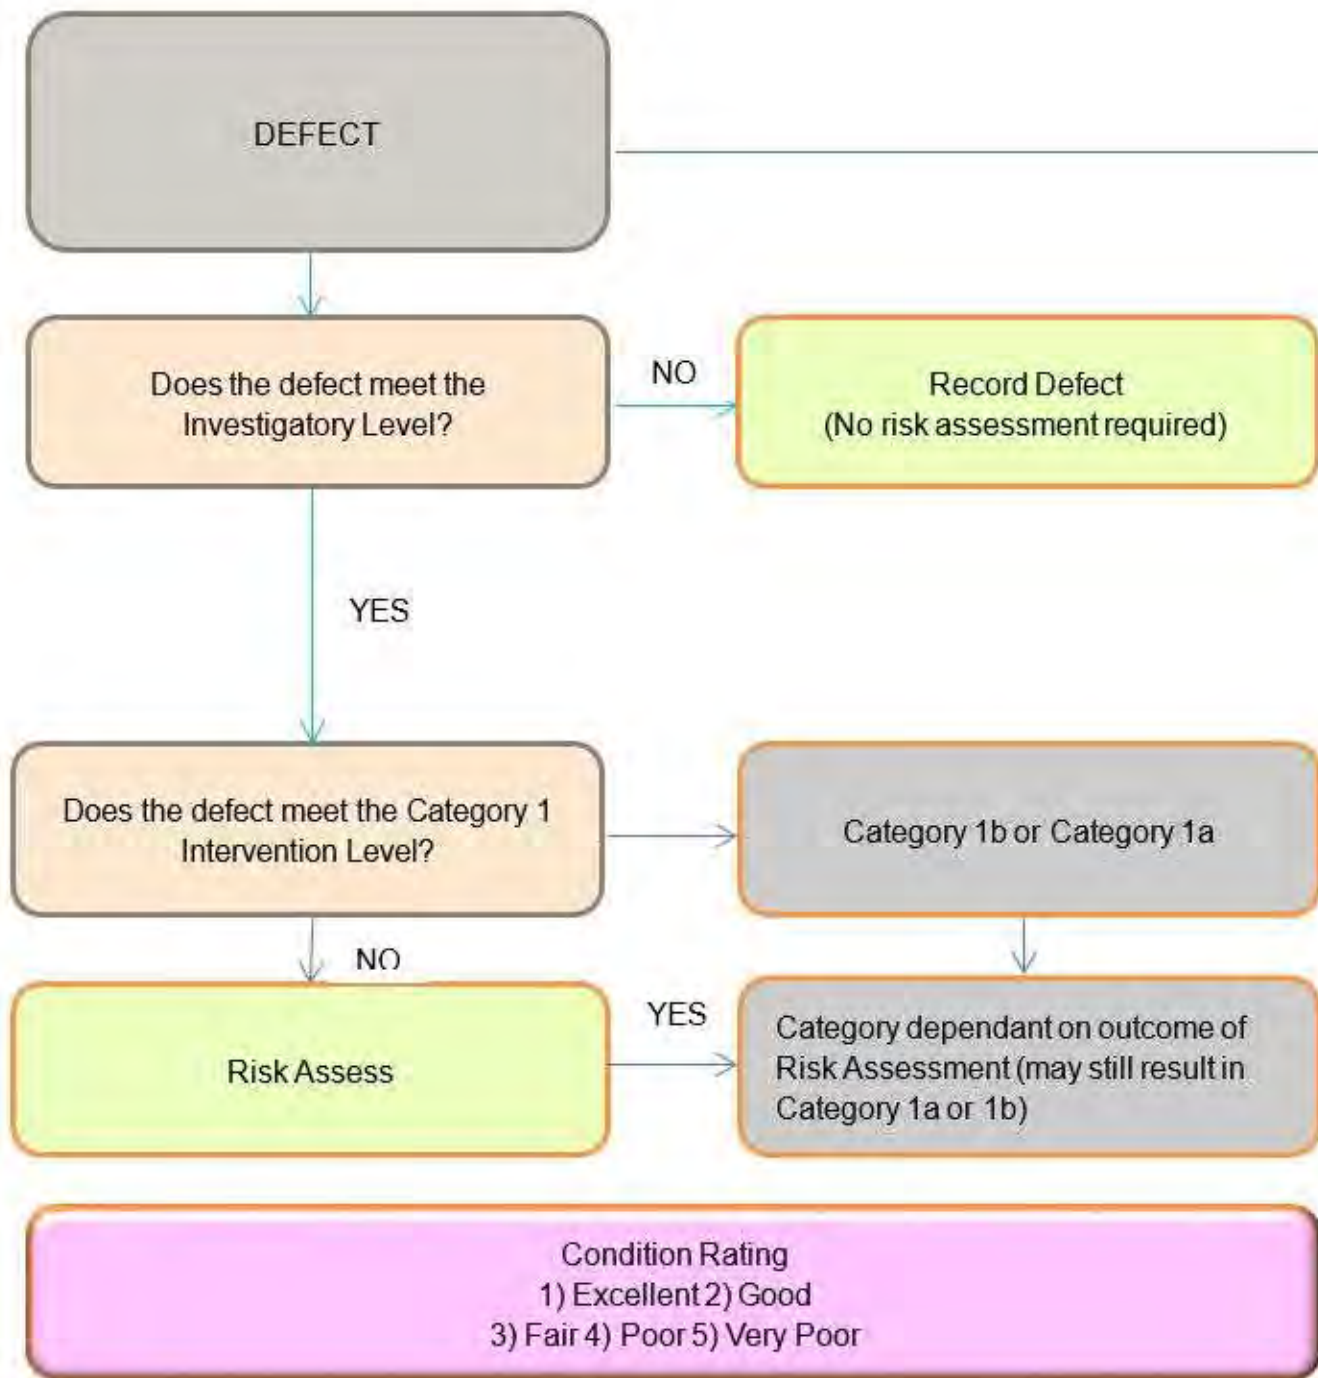 DEFECT
Does the defect meet the
Investigatory Level?
NO
Record Defect
(No risk assessment required)
YES
Does the defect meet the Category 1
Intervention Level?
Category 1b or Category 1a
NO
Risk Assess
YES
Category dependant on outcome of
Risk Assessment (may still result in
Category 1a or 1b)
Condition Rating
1) Excellent 2) Good
3) Fair 4) Poor 5) Very Poor